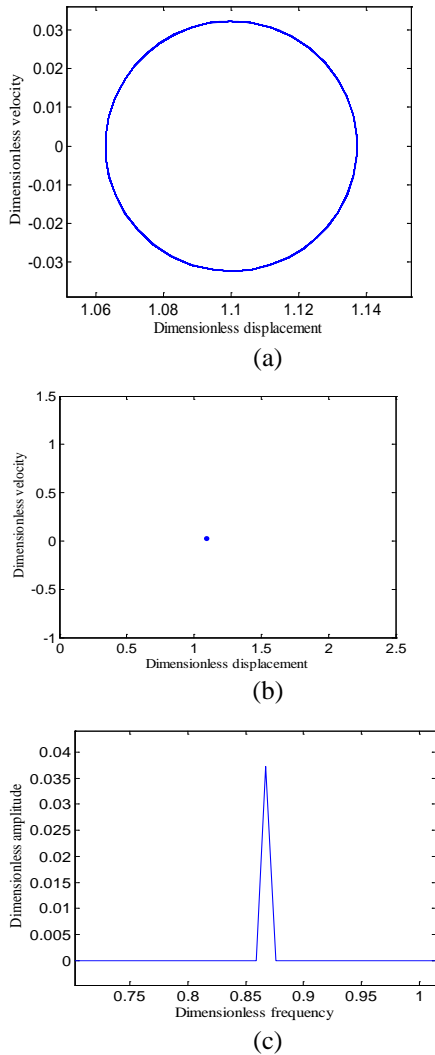 0.03
0.02
0.01
0
-0.01
-0.02
-0.03
Dimensionless velocity
1.06 1.08 1.1 1.12 1.14
Dimensionless displacement
(a)
1.5
1
0.5
0
-0.5
-1
Dimensionless velocity
0 0.5 1 1.5 2 2.5
Dimensionless displacement
(b)
0.04
0.035
0.03
0.025
0.02
0.015
0.01
0.005
0
Dimensionless amplitude
0.75 0.8 0.85 0.9 0.95 1
Dimensionless frequency
(c)